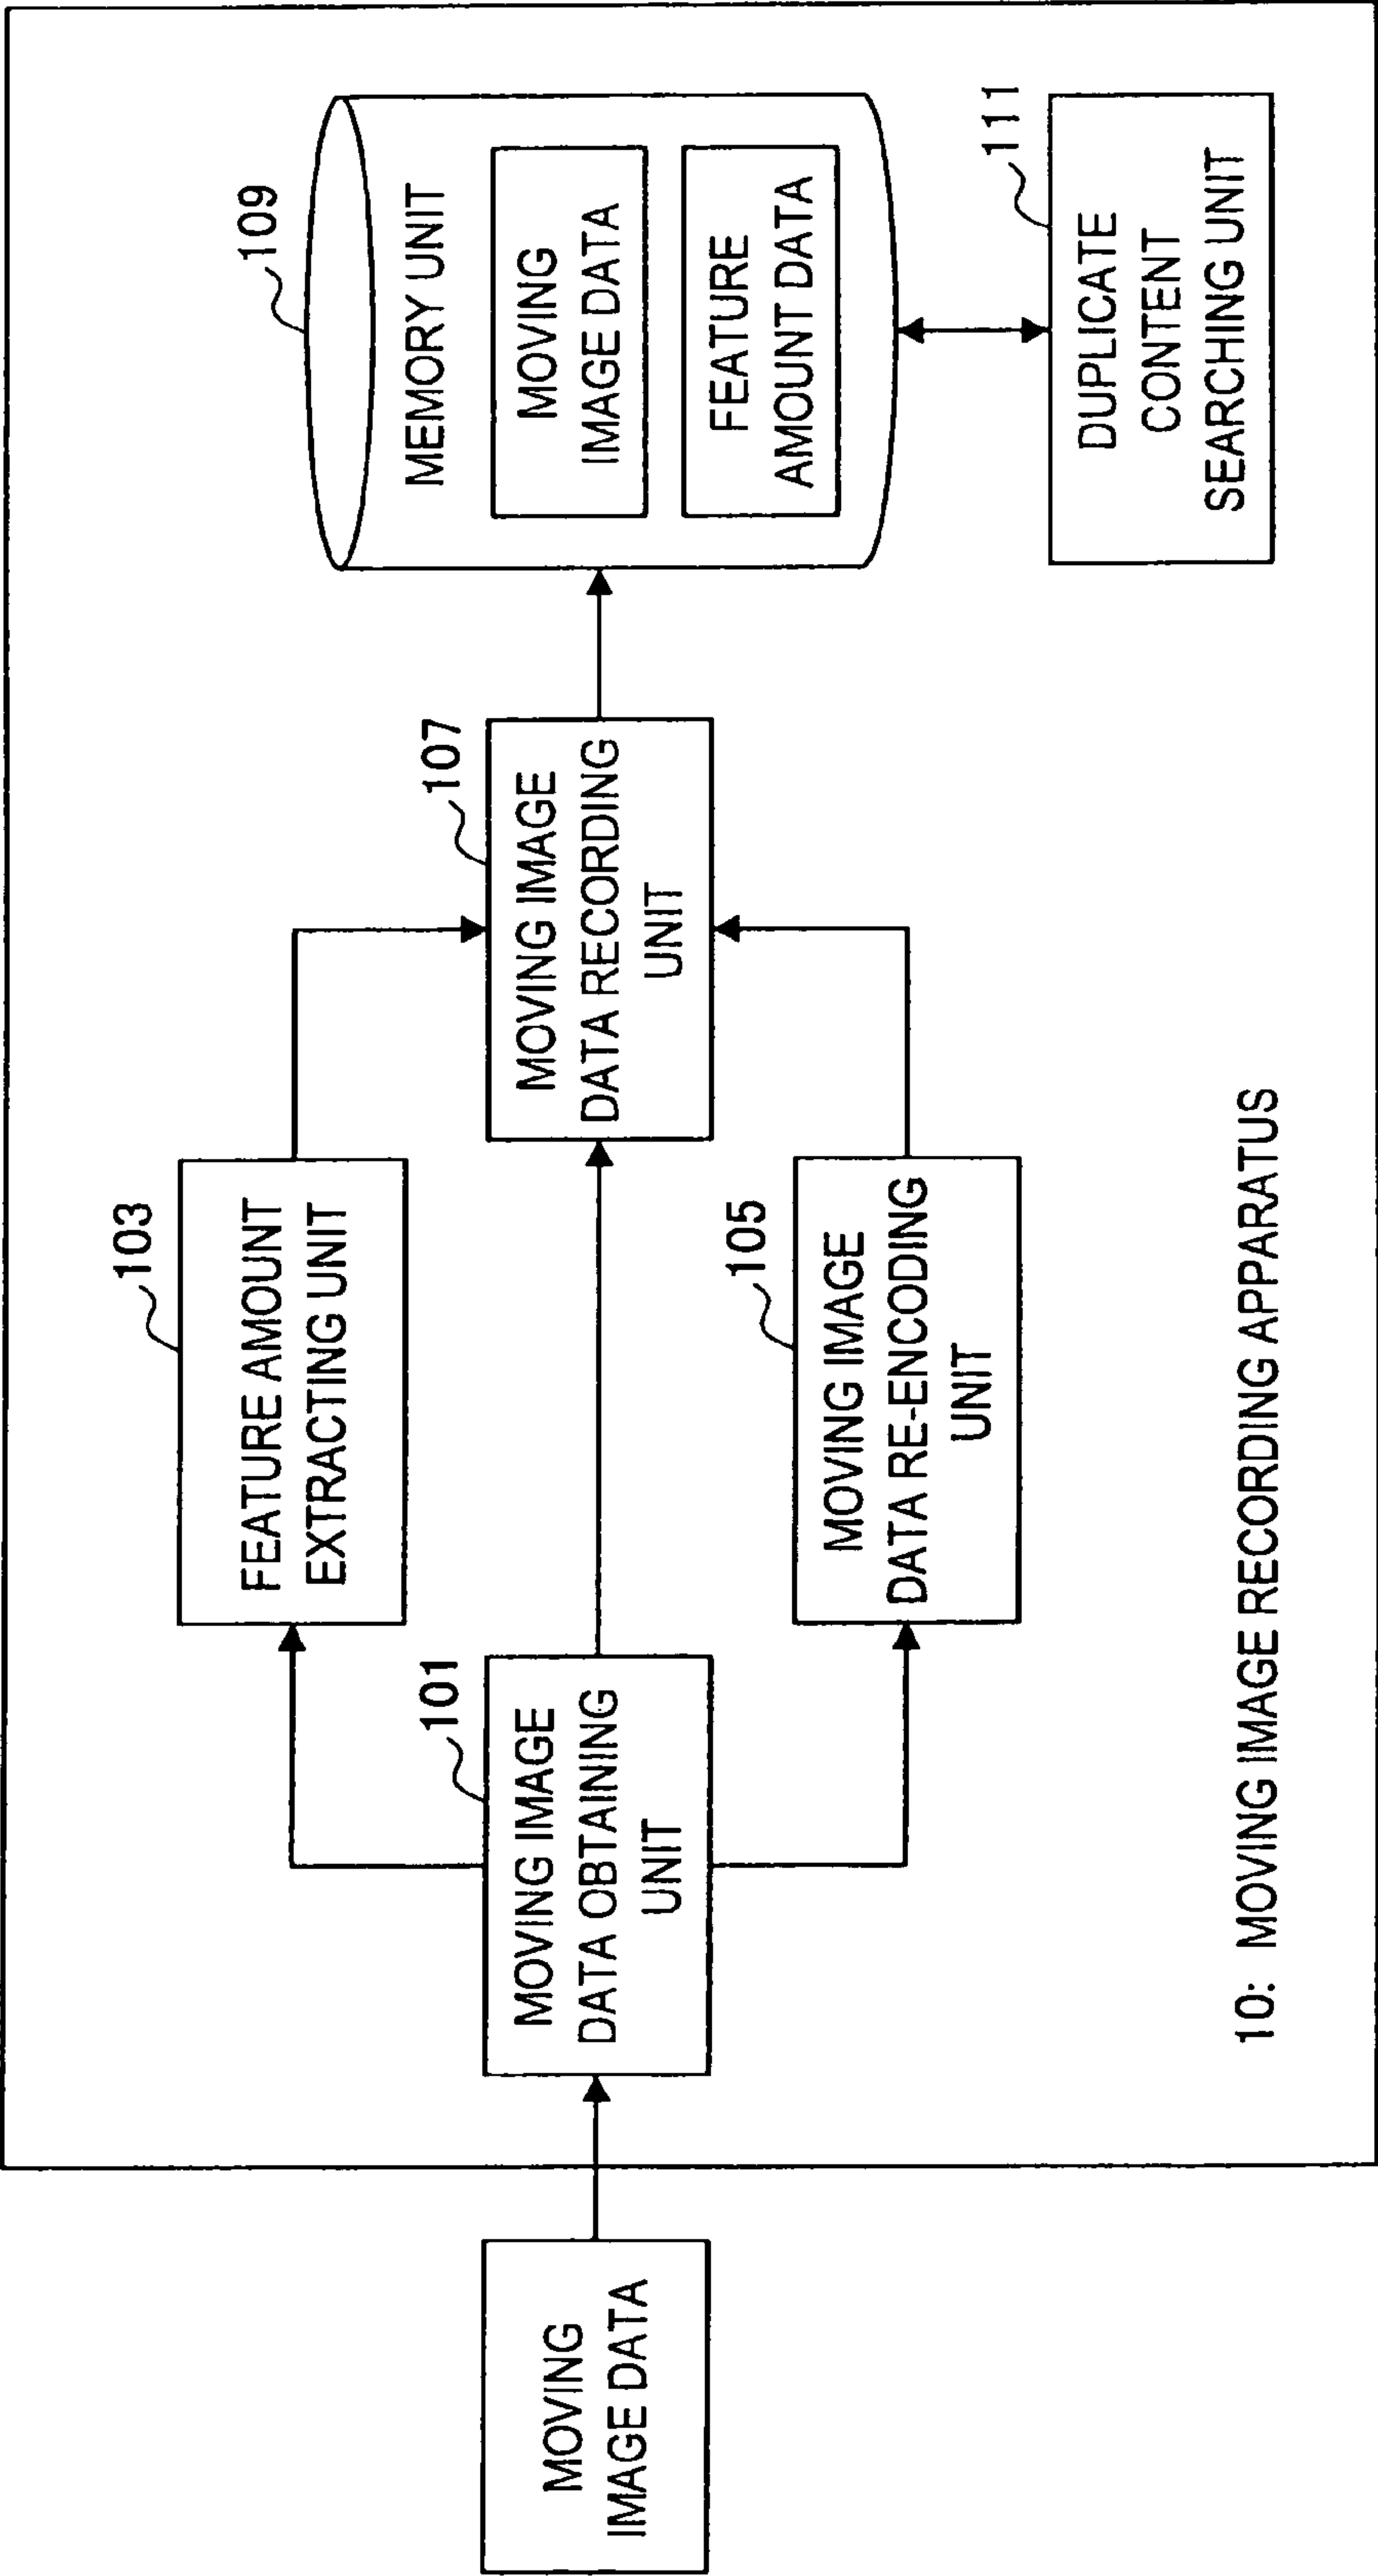 MOVING
IMAGE DATA
101
MOVING IMAGE
DATA OBTAINING
UNIT
103
FEATURE AMOUNT
EXTRACTING UNIT
105
MOVING IMAGE
DATA RE-ENCODING
UNIT
107
MOVING IMAGE
DATA RECORDING
UNIT
109
MEMORY UNIT
MOVING
IMAGE DATA
FEATURE
AMOUNT DATA
111
DUPLICATE
CONTENT
SEARCHING UNIT
10: MOVING IMAGE RECORDING APPARATUS